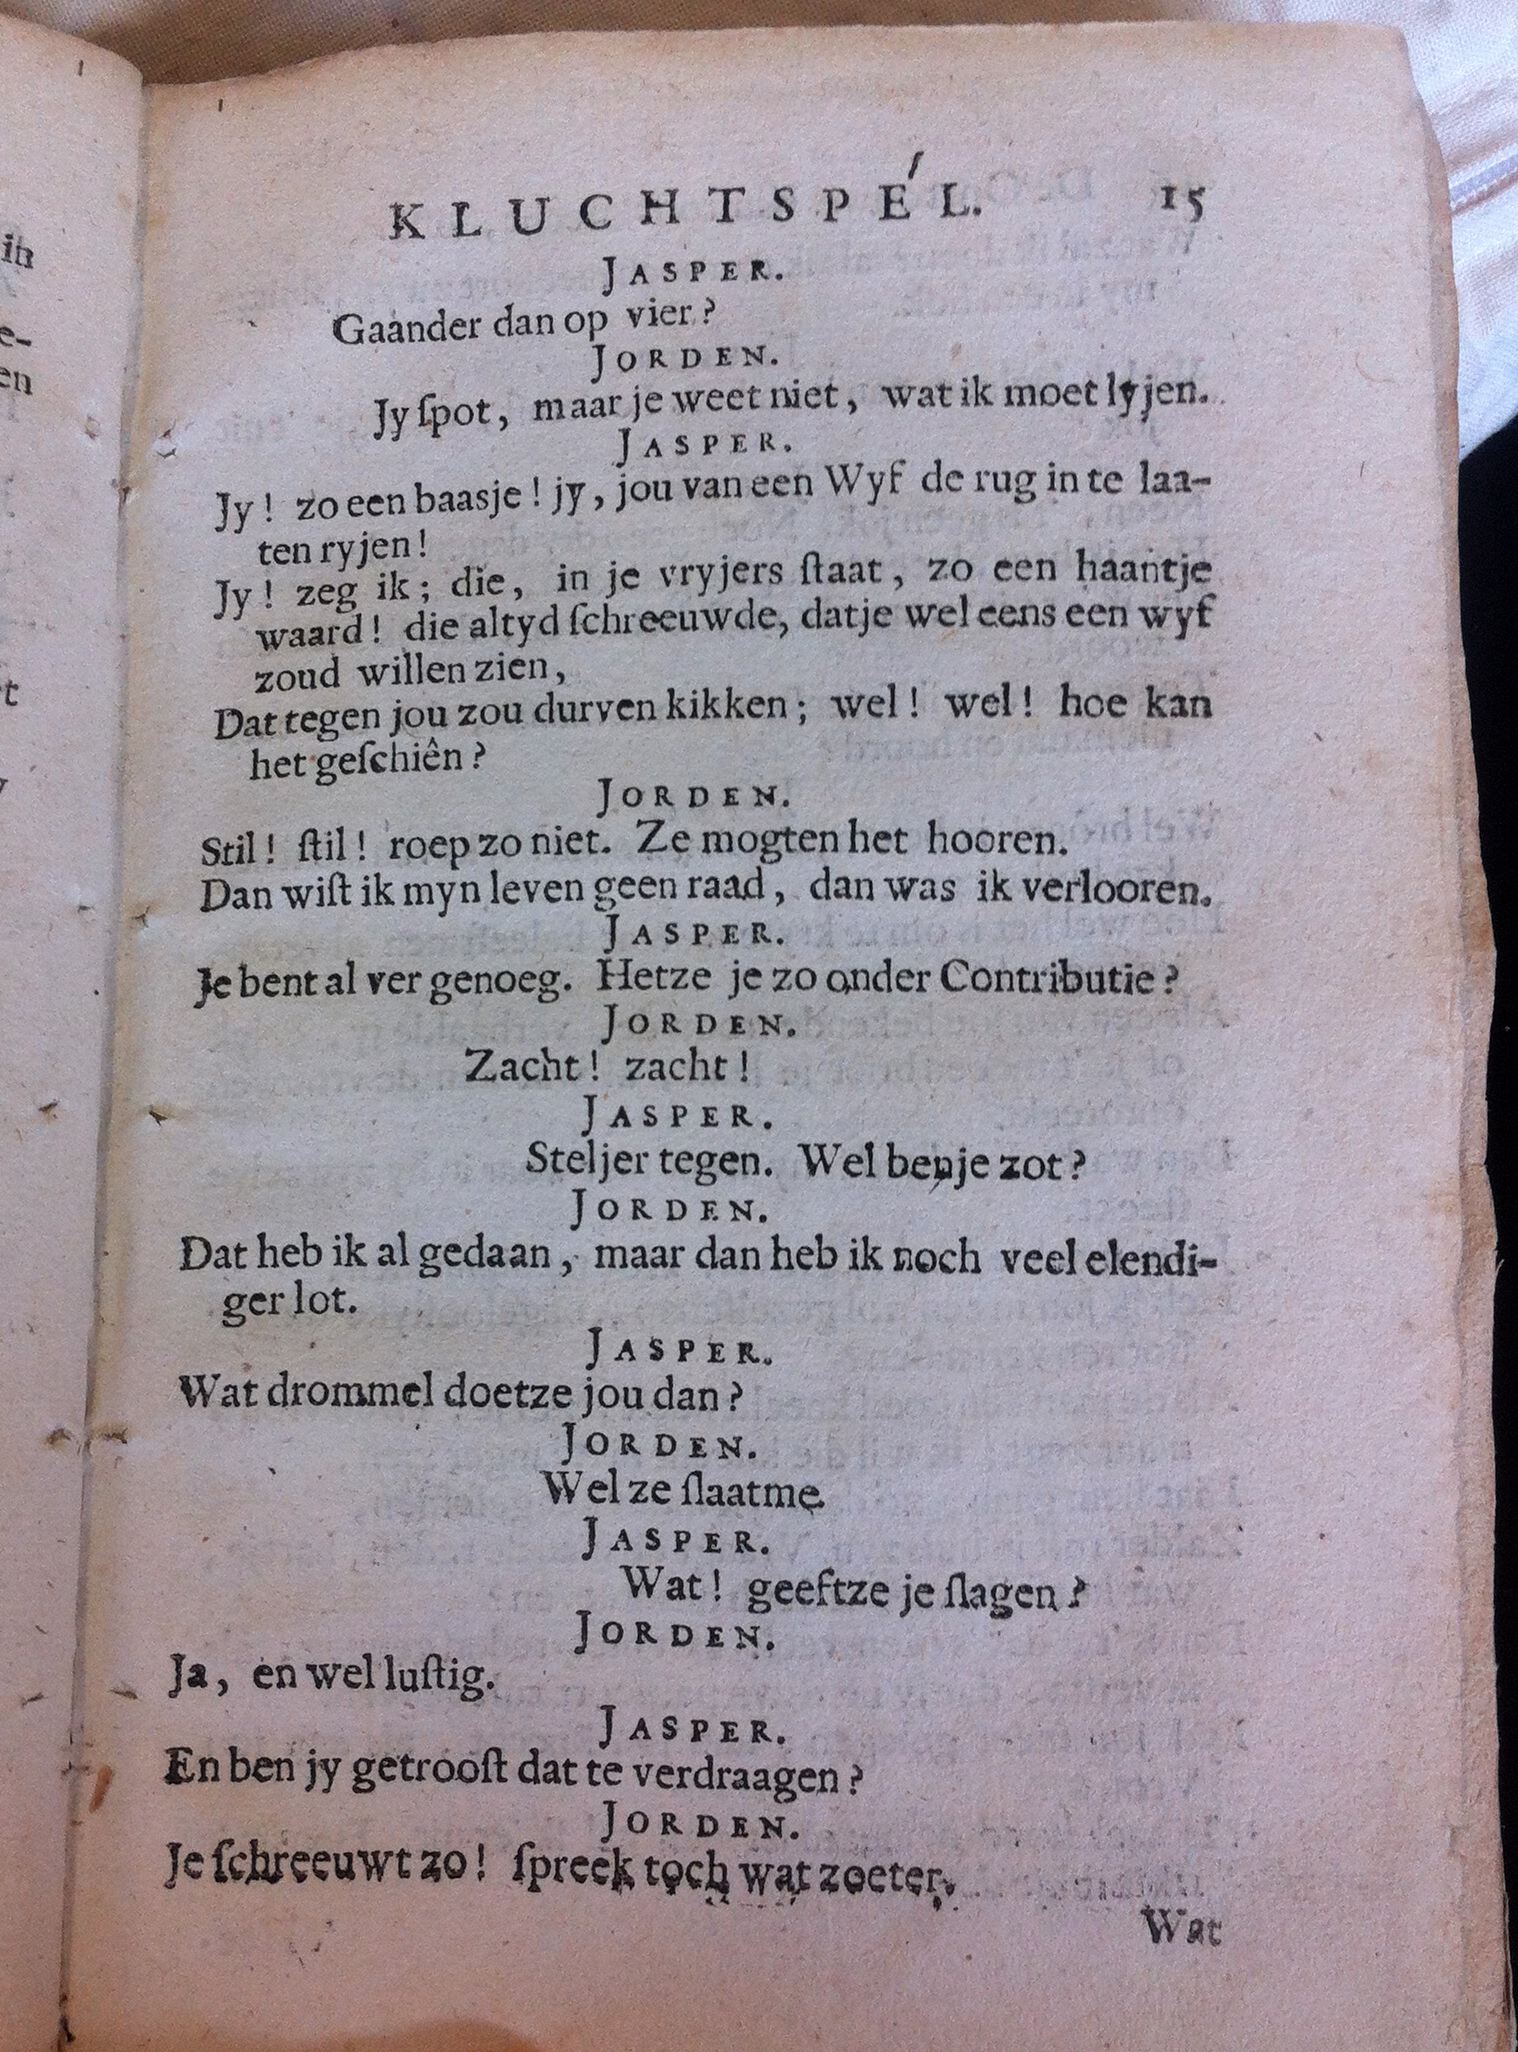 KLUCHTSPÉL. 15
JASPER.
Gaander dan op vier?
JORDEN.
Jy ſpot, maar je weet niet, wat ik moet lyjen.
JASPER.
Jy! zo een baasje! jy, jou van een Wyf de rug in te laa-
ten ryjen!
Jy! zeg ik; die, in je vryjers ſtaat, zo een haantje
waard! die altyd ſchreeuwde, datje wel eens een wyf
zoud willen zien,
Dat tegen jou zou durven kikken; wel! wel! hoe kan
het geſchiên?
JORDEN.
Stil! ſtil! roep zo niet. Ze mogten het hooren.
Dan wiſt ik myn leven geen raad, dan was ik verlooren.
JASPER.
Je bent al ver genoeg. Hetze je zo onder Contributie?
JORDEN.
Zacht! zacht!
JASPER.
Steljer tegen. Wel benje zot?
JORDEN.
Dat heb ik al gedaan, maar dan heb ik noch veel elendi-
ger lot.
JASPER.
Wat drommel doetze jou dan?
JORDEN.
Wel ze ſlaatme.
JASPER.
Wat! geeftze je ſlagen?
JORDEN.
Ja, en wel luſtig.
JASPER.
En ben jy getrooſt dat te verdraagen?
JORDEN.
Je ſchreeuwt zo! ſpreek toch wat zoeter.
Wat
in
e-
en
t